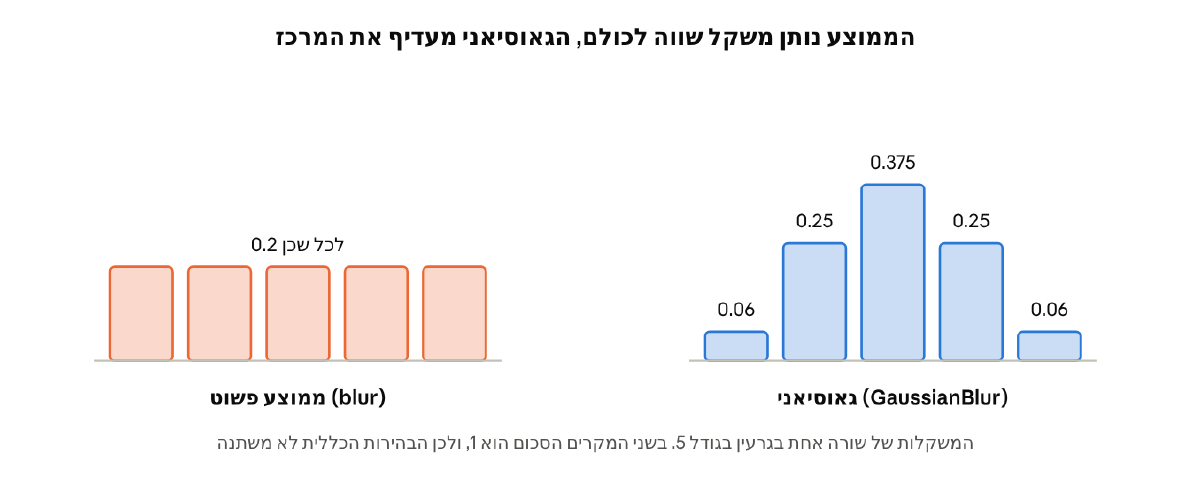 הממוצע נותן משקל שווה לכולם, הגאוסיאני מעדיף את המרכז
0.375
0.25
0.25
0.06
0.06
0.2 לכל שכן
גאוסיאני (GaussianBlur)
ממוצע פשוט (blur)
המשקלות של שורה אחת בגרעין בגודל 5. בשני המקרים הסכום הוא 1, ולכן הבהירות הכללית לא משתנה